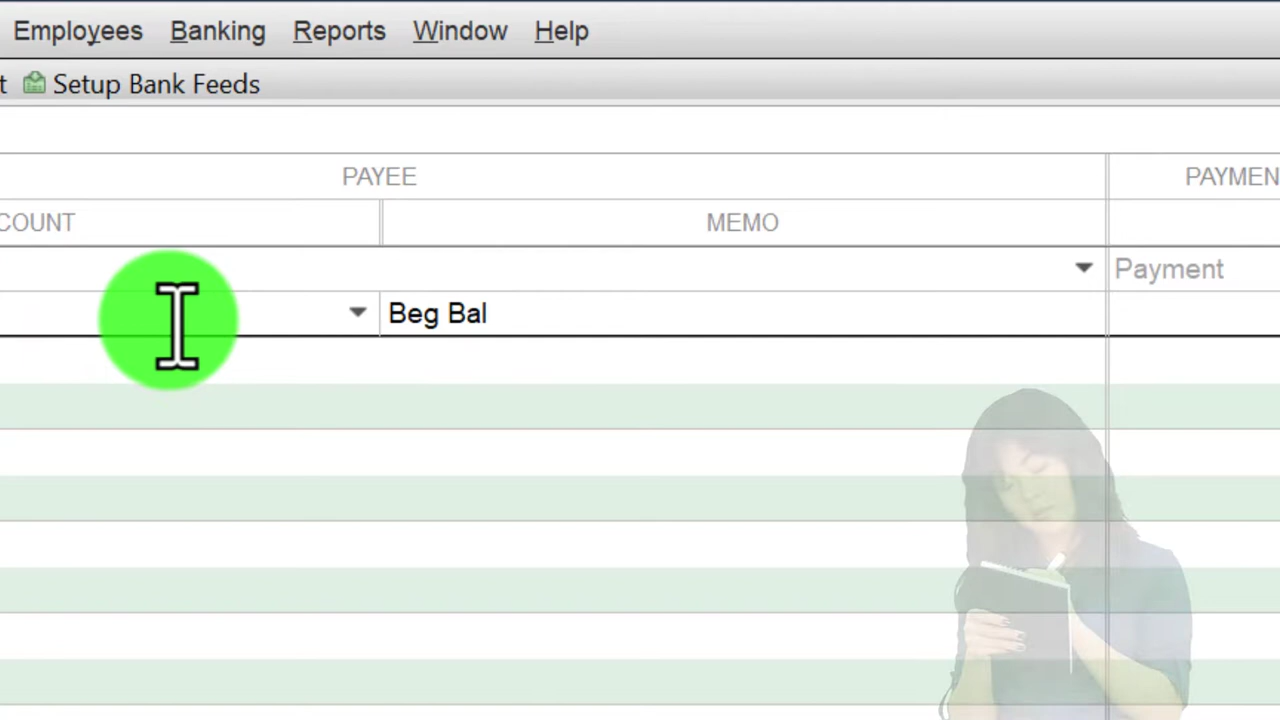 Employees Banking Reports Window Help
t Setup Bank Feeds
PAYEE PAYMEN
COUNT MEMO
Payment
Beg Bal